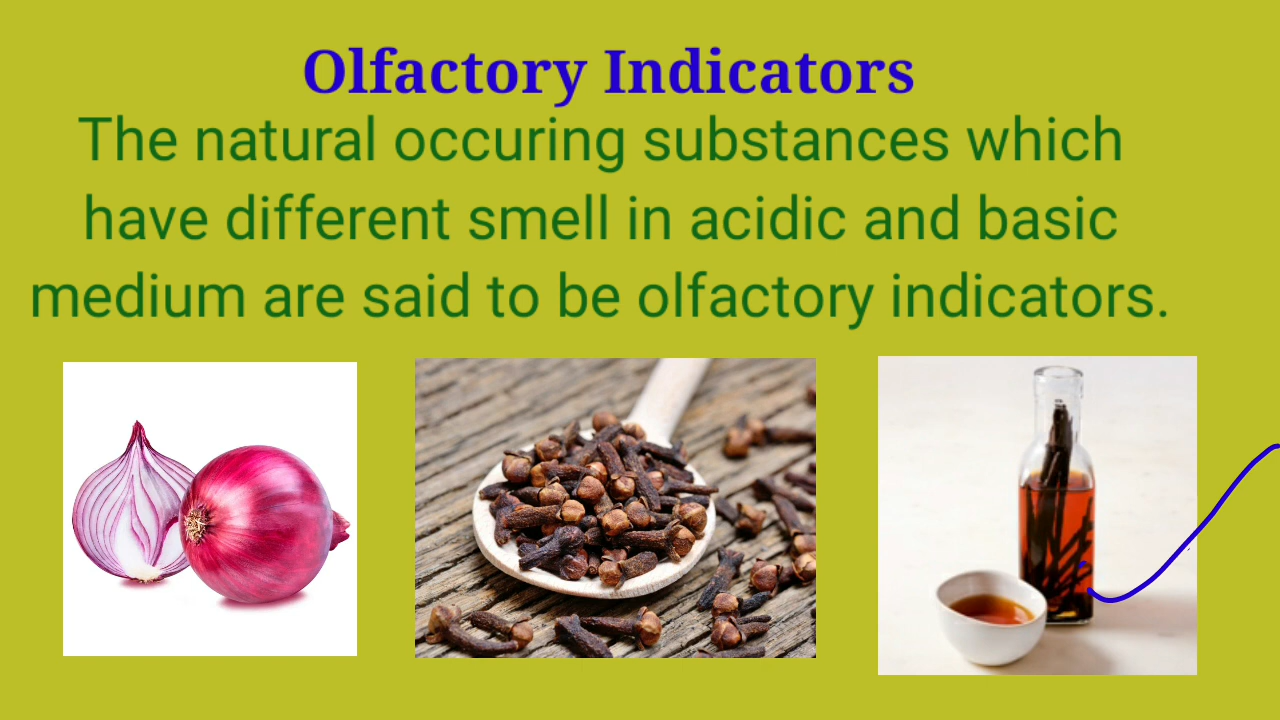 Olfactory Indicators
The natural occuring substances which
have different smell in acidic and basic
medium are said to be olfactory indicators.